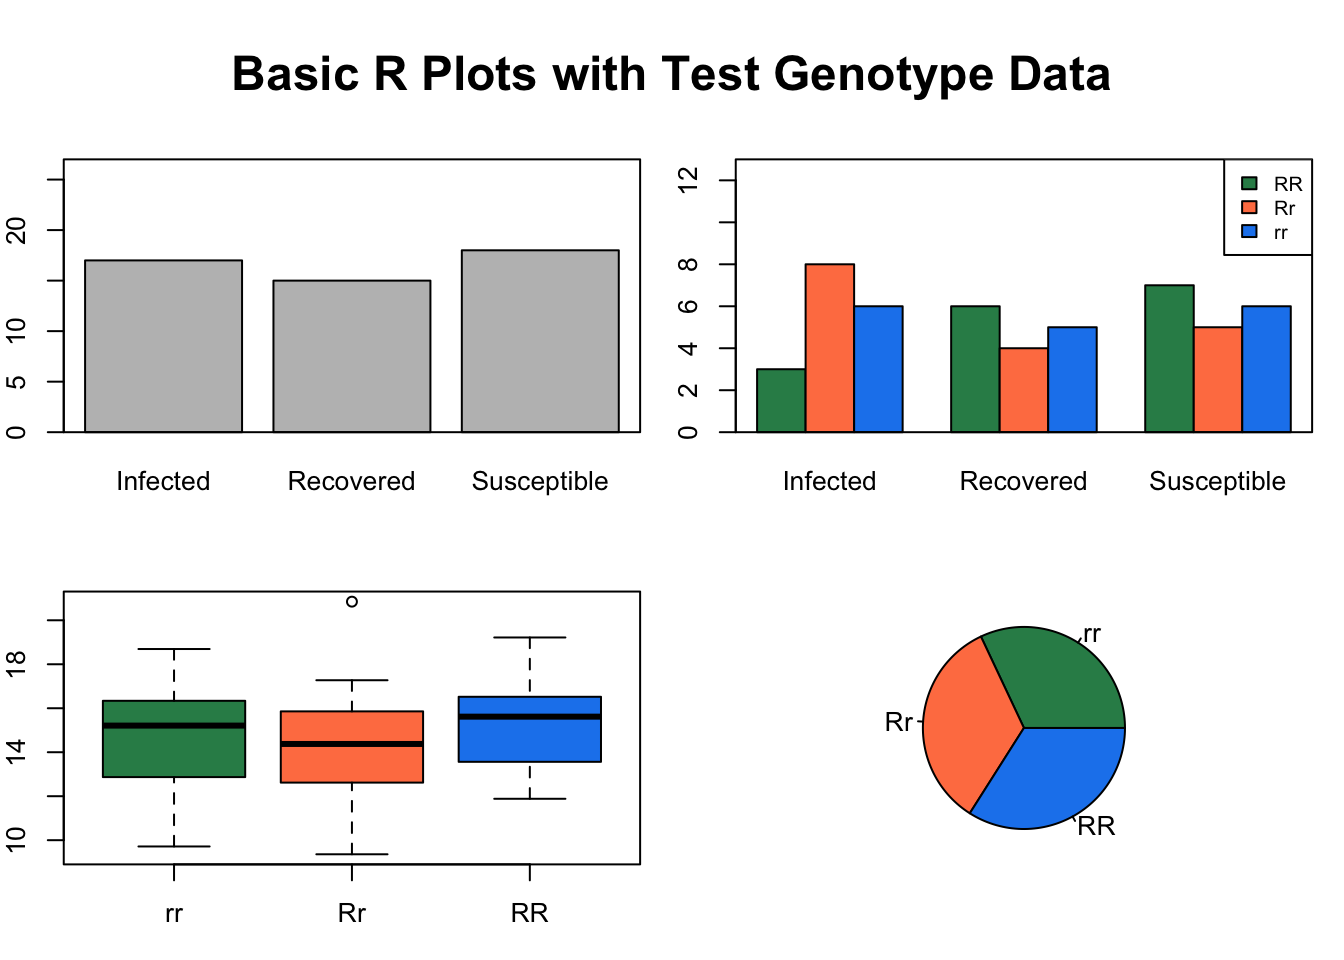 Basic R Plots with Test Genotype Data
20
10
5
0
Infected Recovered Susceptible
12
8
6
4
2
0
RR
Rr
rr
Infected Recovered Susceptible
18
14
10
rr Rr RR
rr
Rr
RR